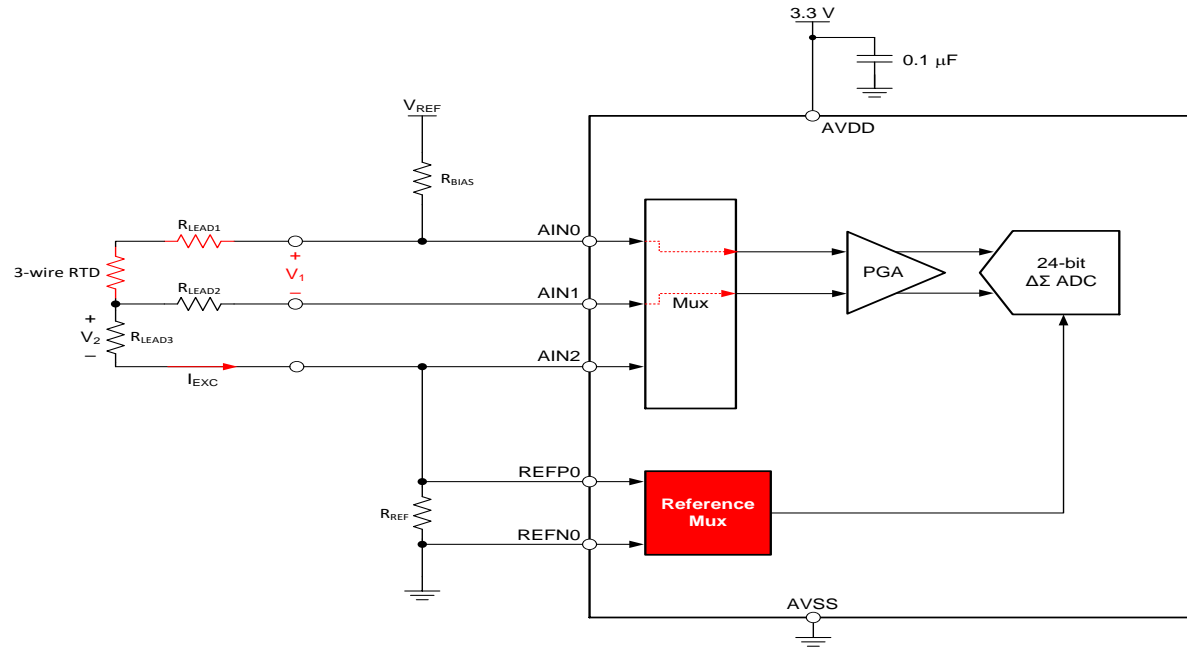 3.3 V
0.1 μF
VREF
AVDD
RBIAS
RLEAD1
AIN0
3-wire RTD
+
V1
–
PGA
24-bit
ΔΣ ADC
RLEAD2
AIN1
Mux
+
V2
–
RLEAD3
AIN2
IEXC
REFP0
Reference
Mux
RREF
REFN0
AVSS